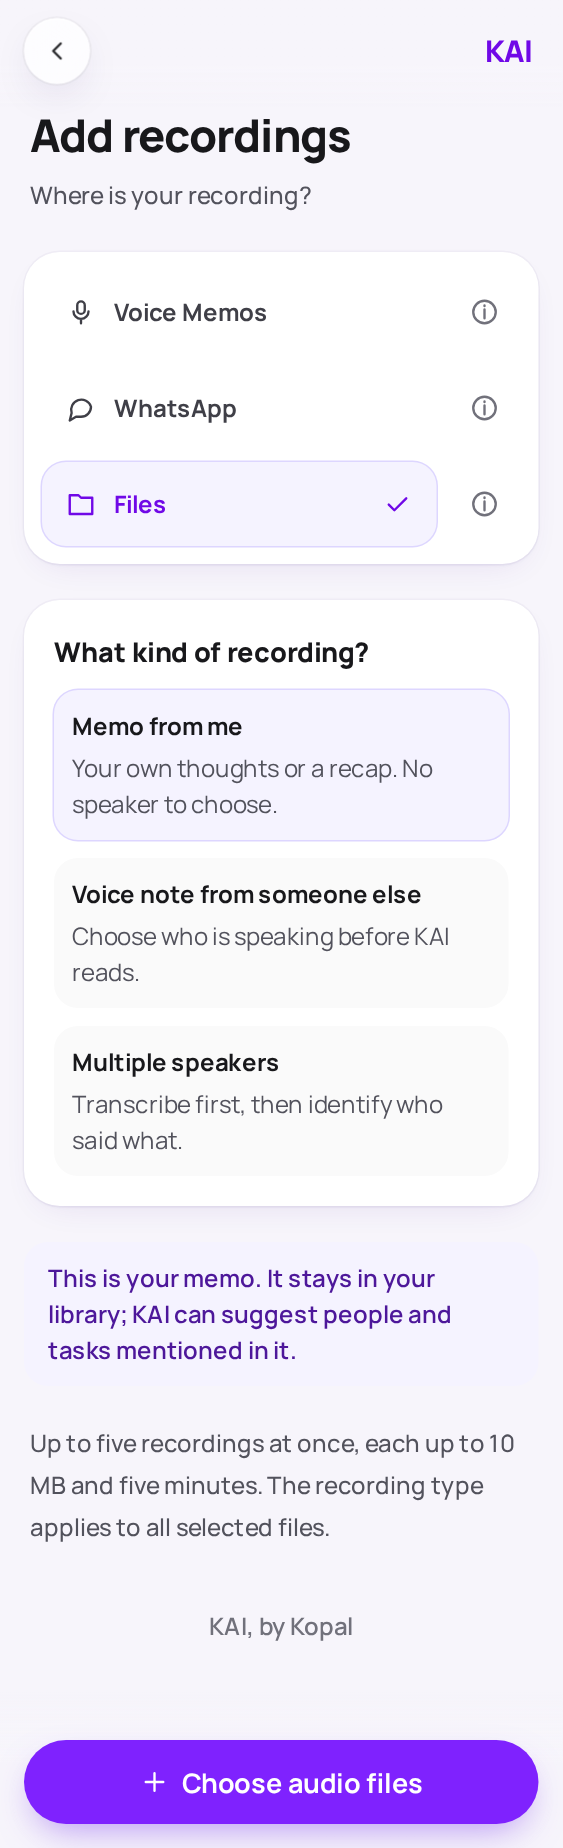 KAI
Add recordings
Where is your recording?
Voice Memos
WhatsApp
Files
What kind of recording?
Memo from me
Your own thoughts or a recap. No
speaker to choose.
Voice note from someone else
Choose who is speaking before KAI
reads.
Multiple speakers
Transcribe first, then identify who
said what.
This is your memo. It stays in your
library; KAI can suggest people and
tasks mentioned in it.
Up to five recordings at once, each up to 10
MB and five minutes. The recording type
applies to all selected files.
KAI, by Kopal
Choose audio files